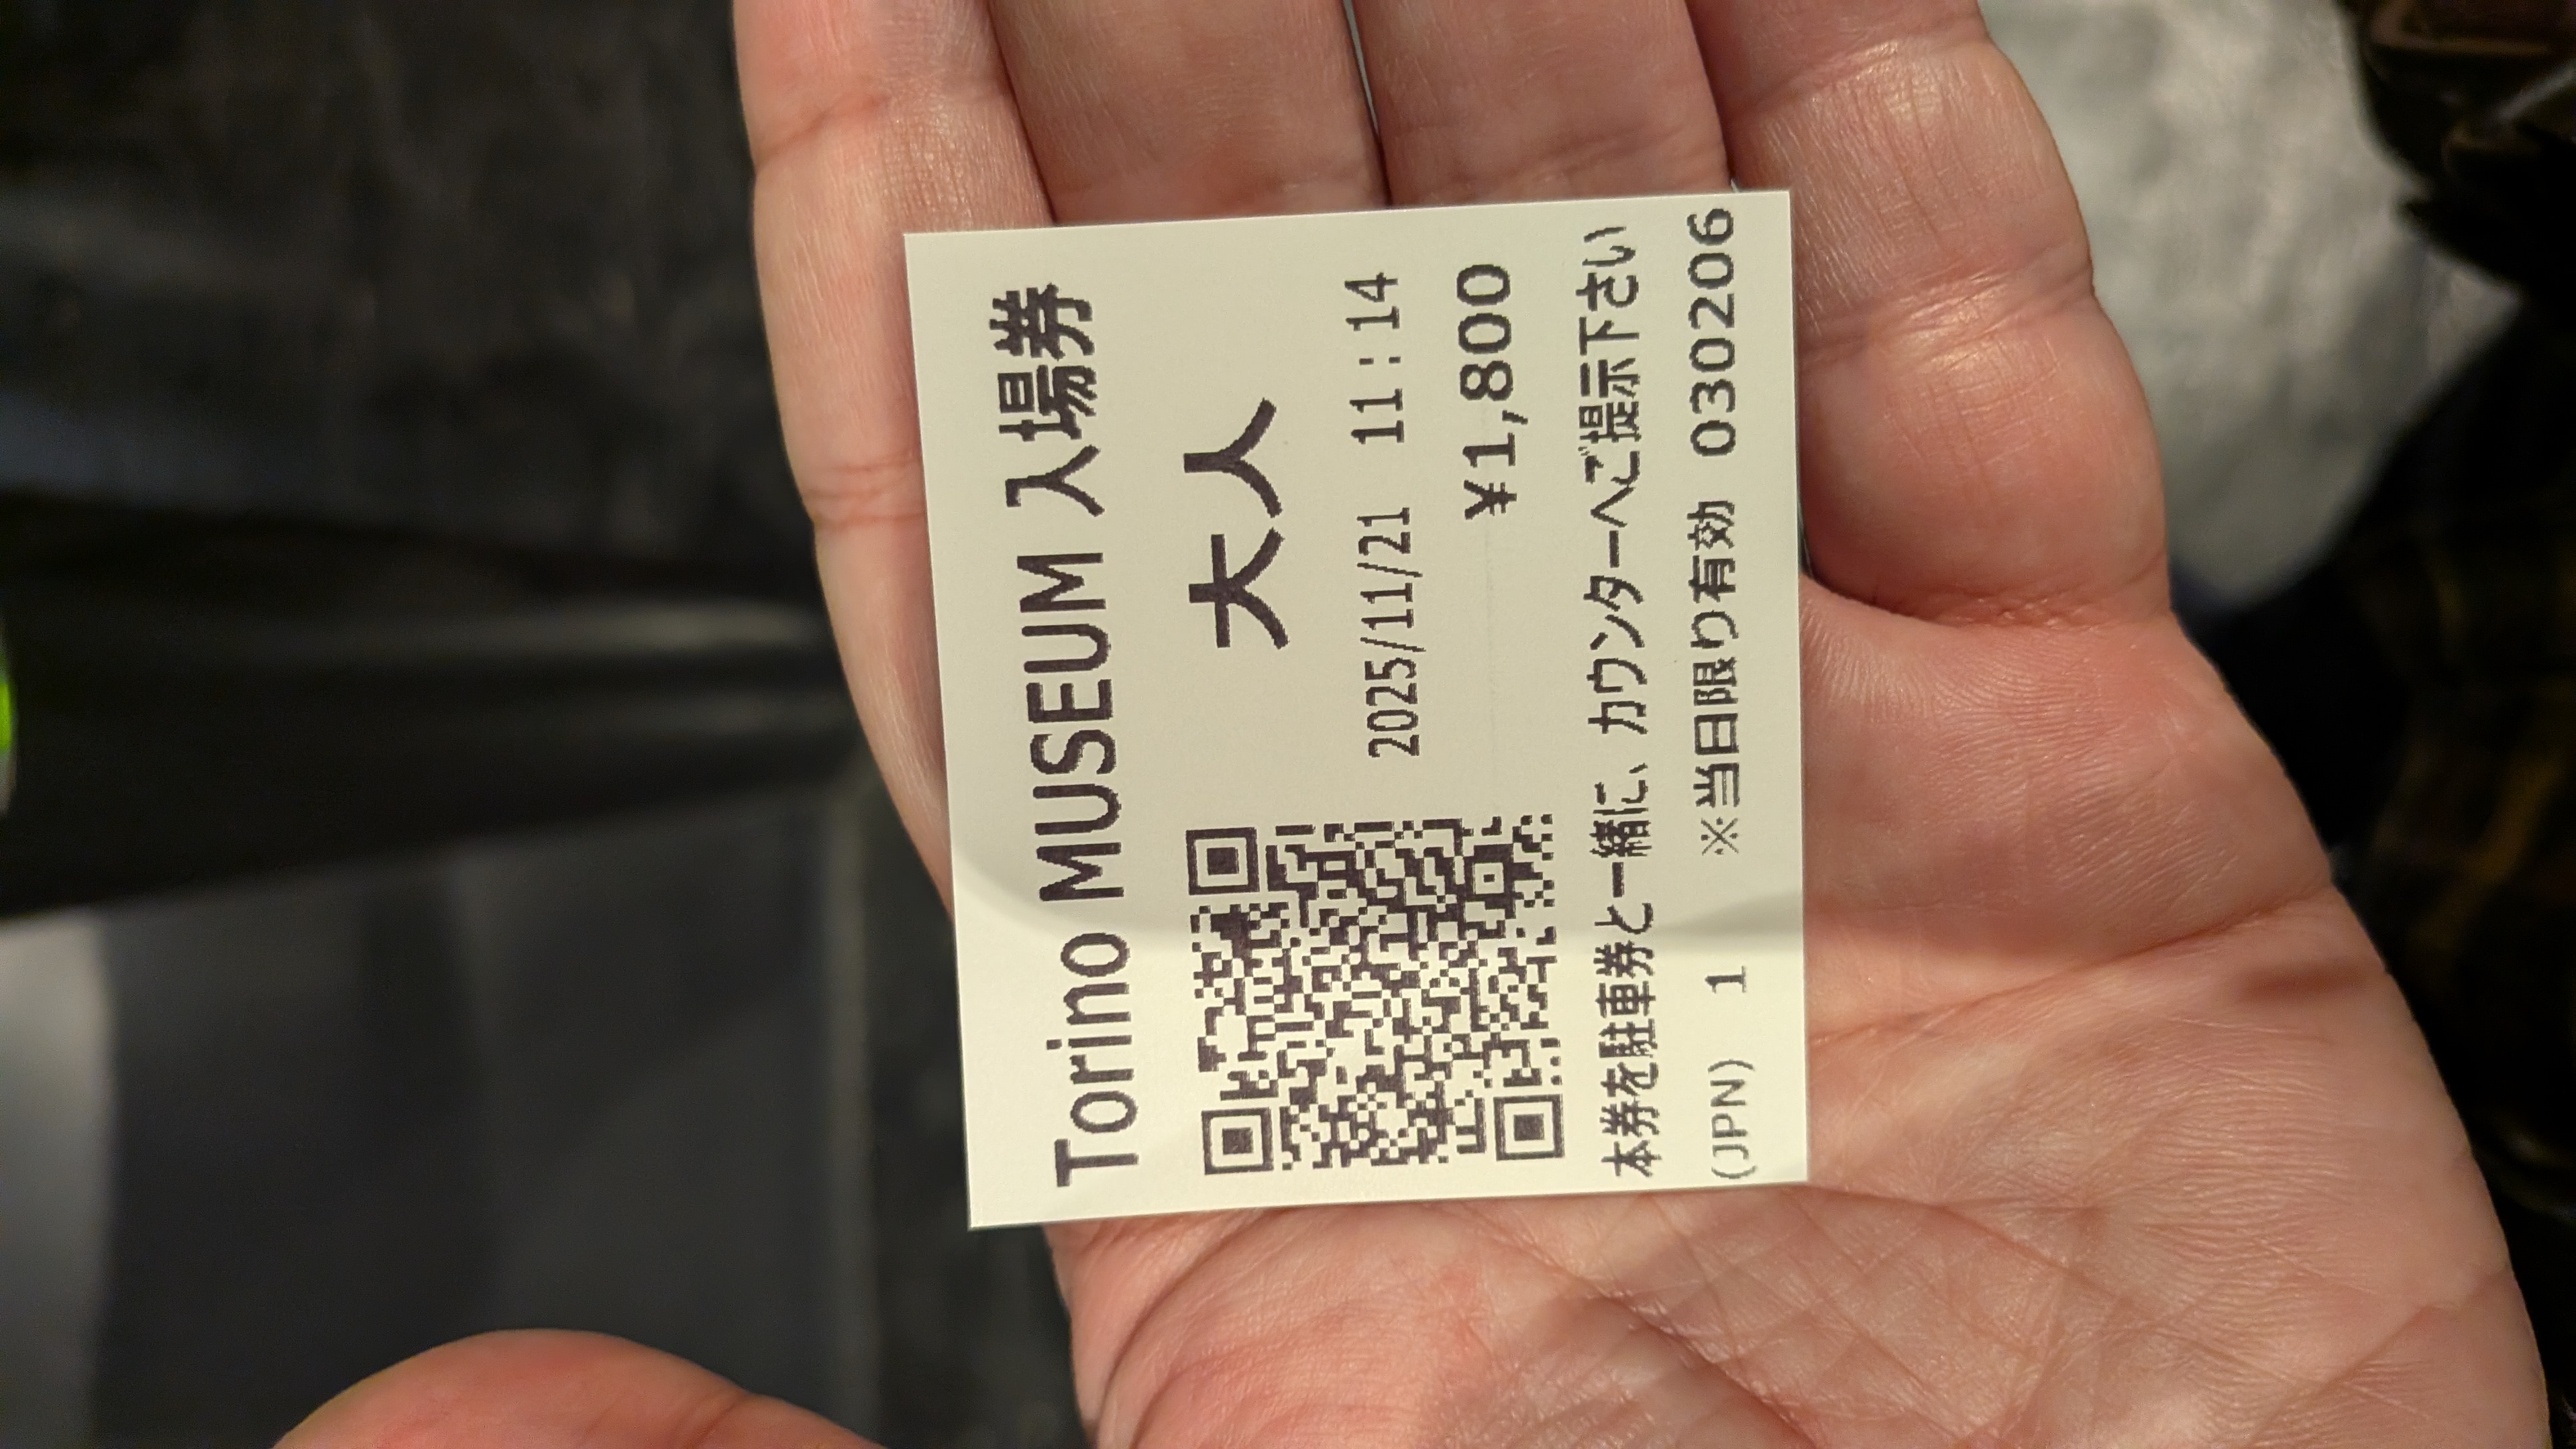 Torino MUSEUM 入場券
大人
2025/11/21 11:14
¥1,800
本券を駐車券と一緒に、カウンターへご提示下さい
(JPN) 1 ※当日限り有効 030206